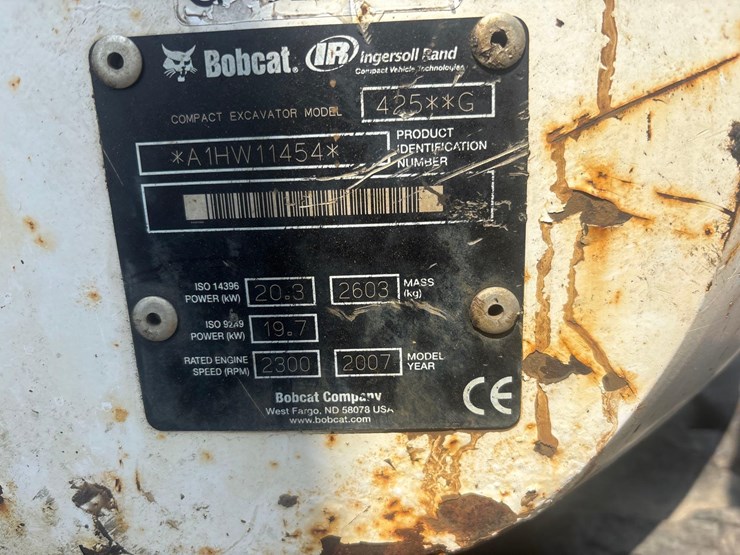 Bobcat® IR Ingersoll Rand
Compact Vehicle Technologies
COMPACT EXCAVATOR MODEL 425**G
*A1HW11454* PRODUCT
IDENTIFICATION
NUMBER
ISO 14396
POWER (kW) 20.3 2603 MASS
(kg)
ISO 9249
POWER (kW) 19.7
RATED ENGINE
SPEED (RPM) 2300 2007 MODEL
YEAR
Bobcat Company
West Fargo, ND 58078 USA
www.bobcat.com
CE